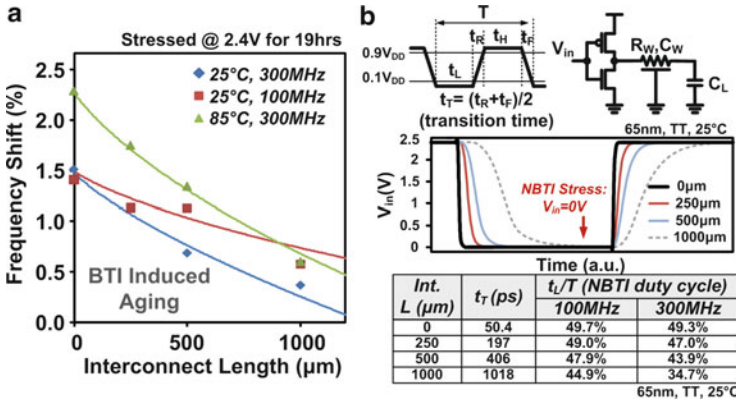 a
Stressed @ 2.4V for 19hrs
Frequency Shift (%)
2.5
2.0
1.5
1.0
0.5
0.0
25°C, 300MHz
25°C, 100MHz
85°C, 300MHz
BTI Induced
Aging
0
500
1000
Interconnect Length (μm)
b
T
tR tH tF
0.9VDD
0.1VDD
tL
tT= (tR+tF)/2
(transition time)
Vin
RW,CW
CL
65nm, TT, 25°C
Vin(V)
2.5
2.0
1.5
1.0
0.5
0.0
NBTI Stress:
Vin=0V
0μm
250μm
500μm
1000μm
Time (a.u.)
Int. L (μm) tT (ps) tL/T (NBTI duty cycle)
100MHz 300MHz
0 50.4 49.7% 49.3%
250 197 49.0% 47.0%
500 406 47.9% 43.9%
1000 1018 44.9% 34.7%
65nm, TT, 25°C